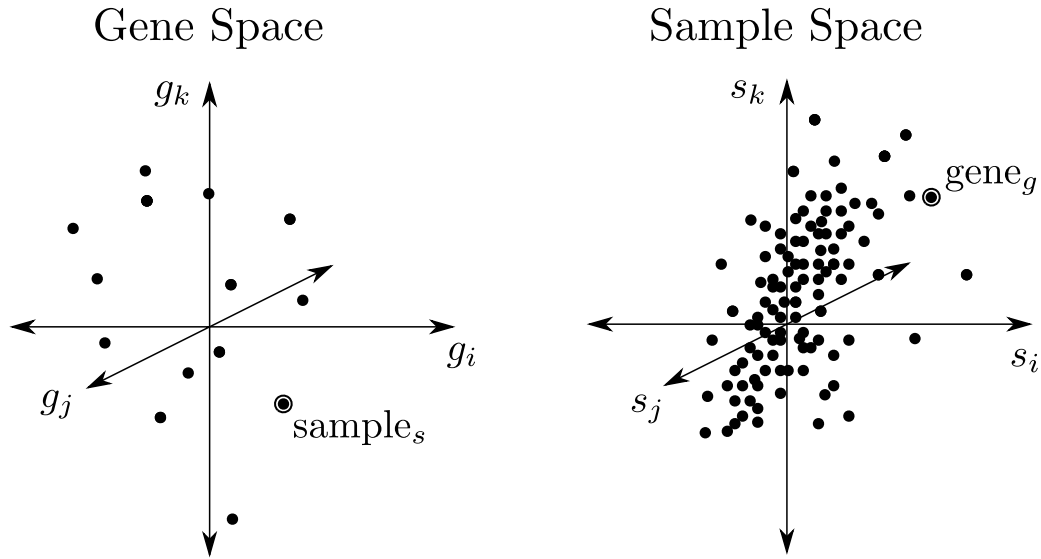 Gene Space
g_k
g_i
g_j
sample_s
Sample Space
s_k
gene_g
s_i
s_j